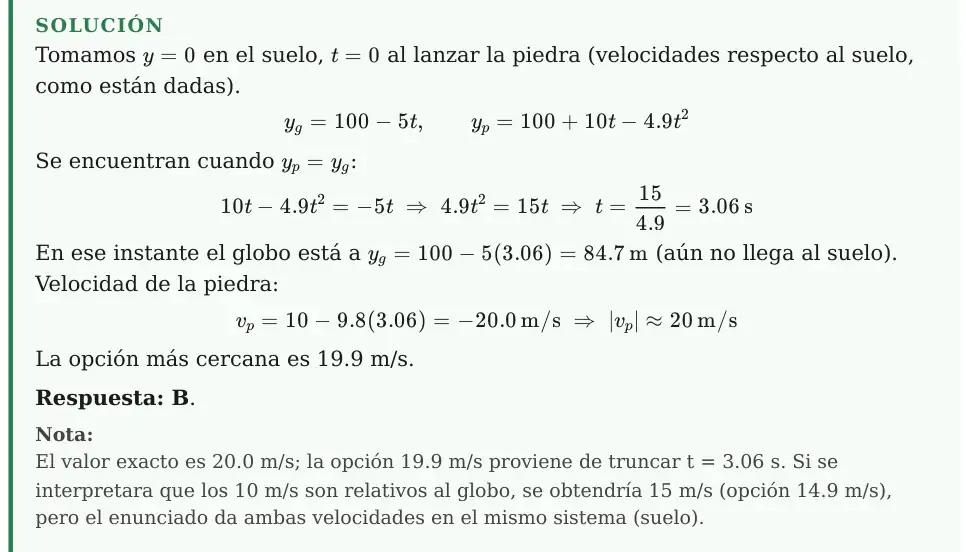 SOLUCIÓN
Tomamos y = 0 en el suelo, t = 0 al lanzar la piedra (velocidades respecto al suelo,
como están dadas).
y_g = 100 − 5t, y_p = 100 + 10t − 4.9t²
Se encuentran cuando y_p = y_g:
10t − 4.9t² = −5t ⇒ 4.9t² = 15t ⇒ t = 15/4.9 = 3.06 s
En ese instante el globo está a y_g = 100 − 5(3.06) = 84.7 m (aún no llega al suelo).
Velocidad de la piedra:
v_p = 10 − 9.8(3.06) = −20.0 m/s ⇒ |v_p| ≈ 20 m/s
La opción más cercana es 19.9 m/s.
Respuesta: B.
Nota:
El valor exacto es 20.0 m/s; la opción 19.9 m/s proviene de truncar t = 3.06 s. Si se
interpretara que los 10 m/s son relativos al globo, se obtendría 15 m/s (opción 14.9 m/s),
pero el enunciado da ambas velocidades en el mismo sistema (suelo).